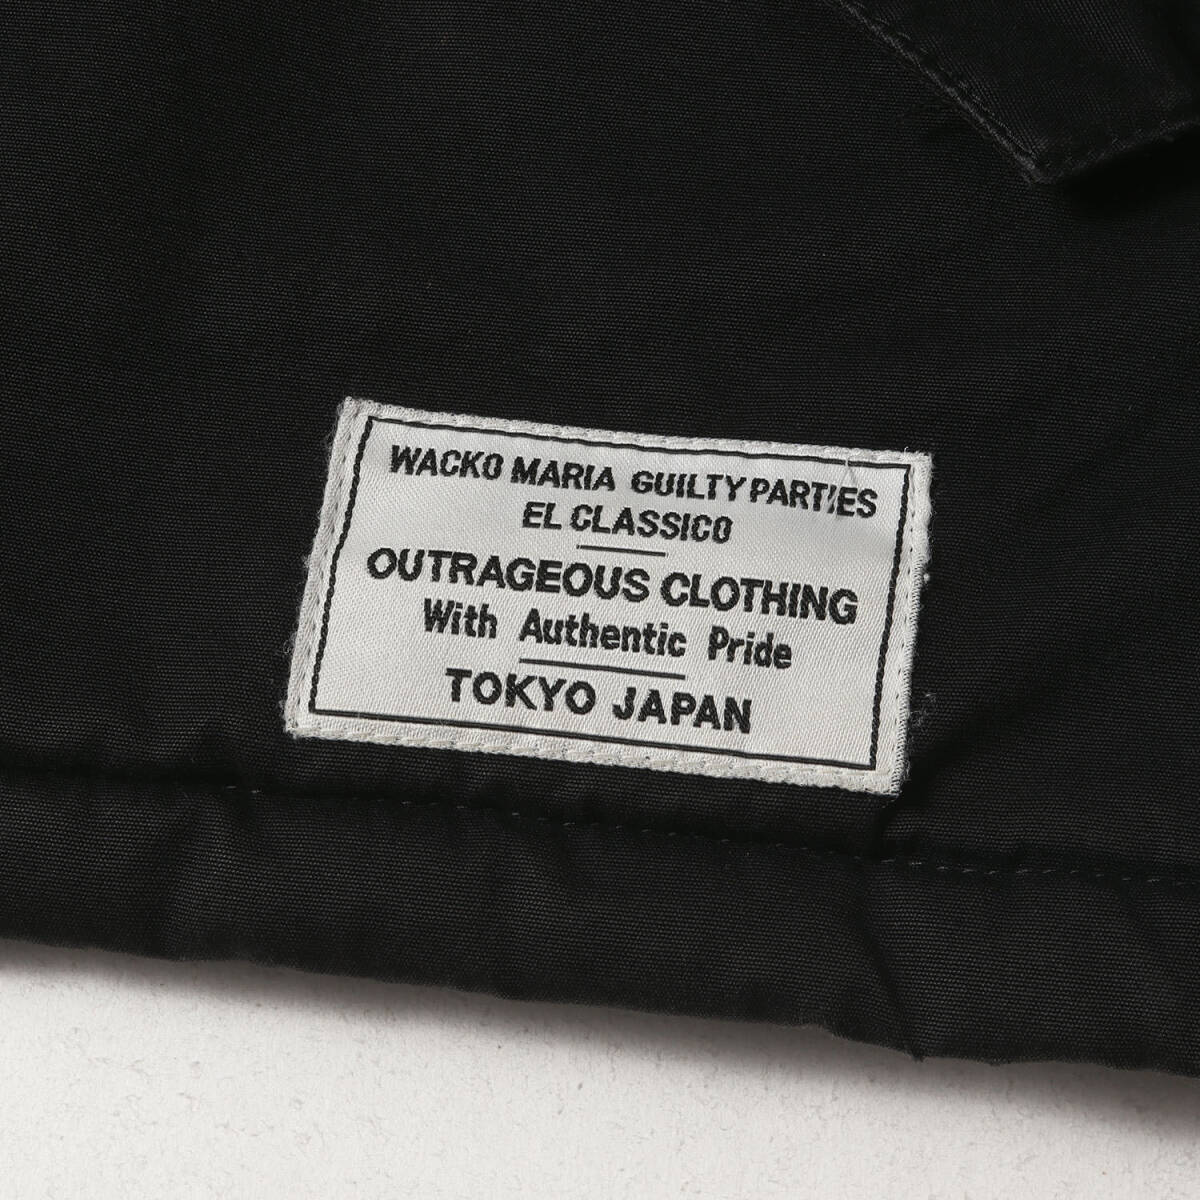 WACKO MARIA GUILTY PARTIES
EL CLASSICO
OUTRAGEOUS CLOTHING
With Authentic Pride
TOKYO JAPAN